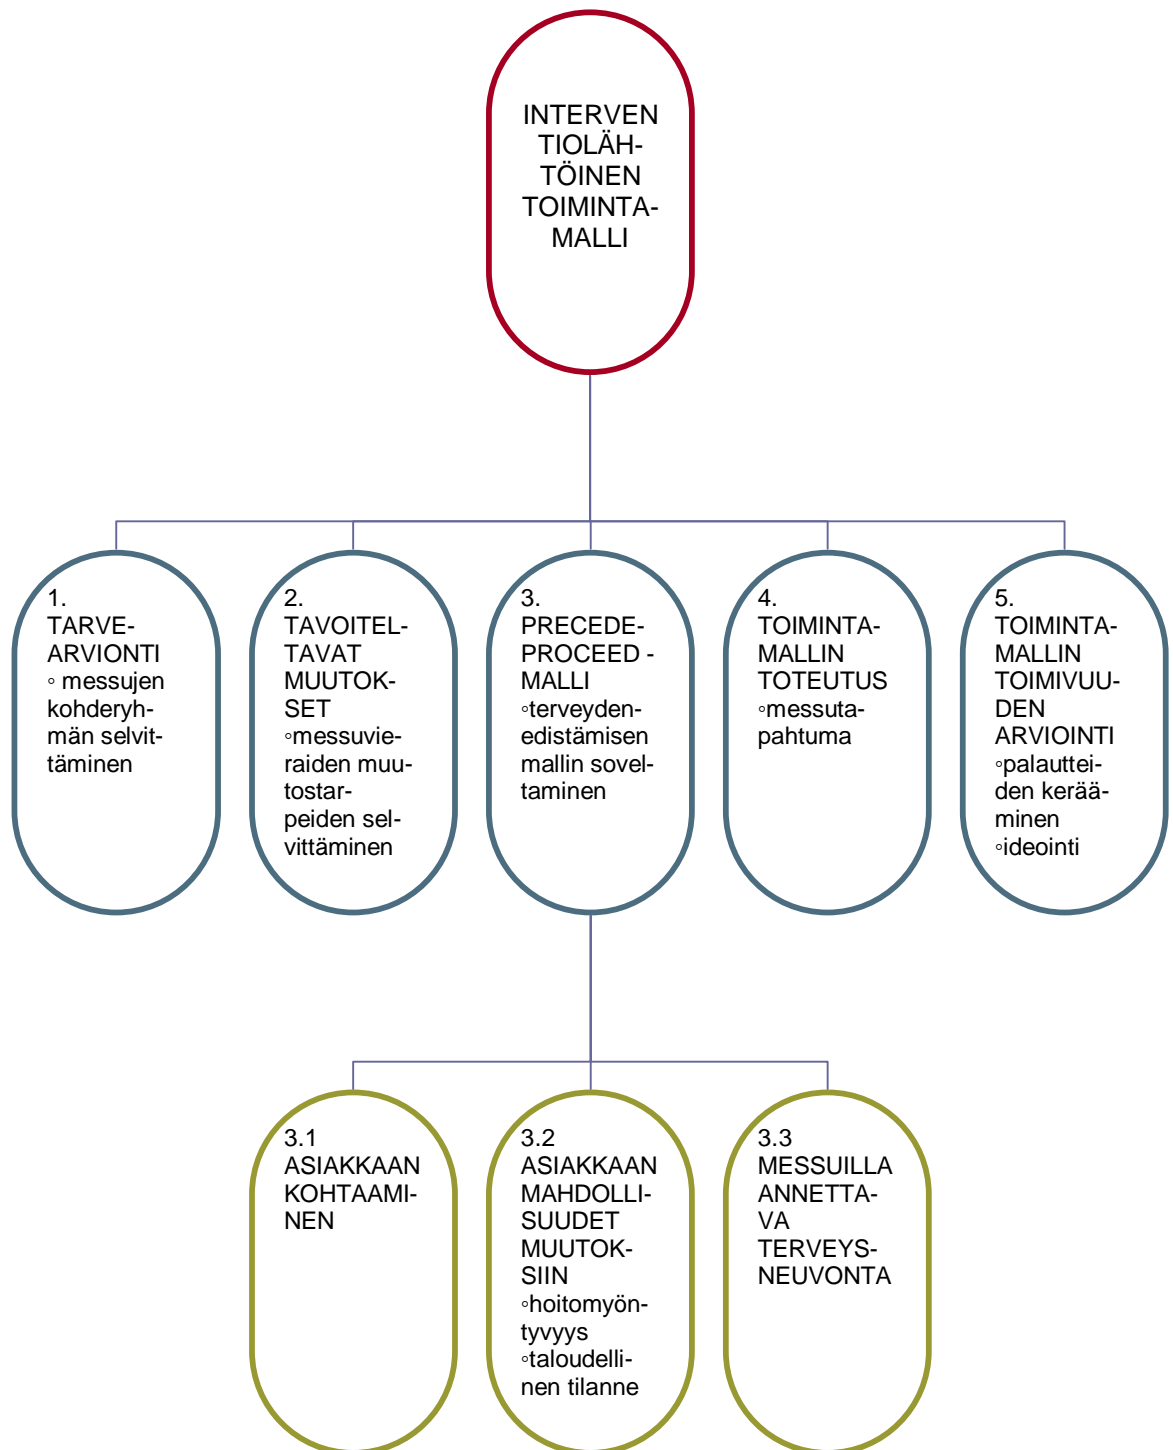 INTERVEN
TIOLÄH-
TÖINEN
TOIMINTA-
MALLI
1.
TARVE-
ARVIONTI
◦ messujen
kohderyh-
män selvit-
täminen
2.
TAVOITEL-
TAVAT
MUUTOK-
SET
◦messuvie-
raiden muu-
tostar-
peiden sel-
vittäminen
3.
PRECEDE-
PROCEED -
MALLI
◦terveyden-
edistämisen
mallin sovel-
taminen
4.
TOIMINTA-
MALLIN
TOTEUTUS
◦messuta-
pahtuma
5.
TOIMINTA-
MALLIN
TOIMIVUU-
DEN
ARVIOINTI
◦palauttei-
den kerää-
minen
◦ideointi
3.1
ASIAKKAAN
KOHTAAMI-
NEN
3.2
ASIAKKAAN
MAHDOLLI-
SUUDET
MUUTOK-
SIIN
◦hoitomyön-
tyvyys
◦taloudelli-
nen tilanne
3.3
MESSUILLA
ANNETTA-
VA
TERVEYS-
NEUVONTA